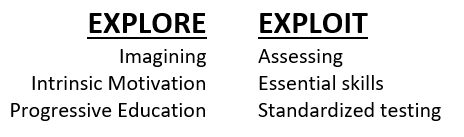 EXPLORE EXPLOIT
Imagining Assessing
Intrinsic Motivation Essential skills
Progressive Education Standardized testing